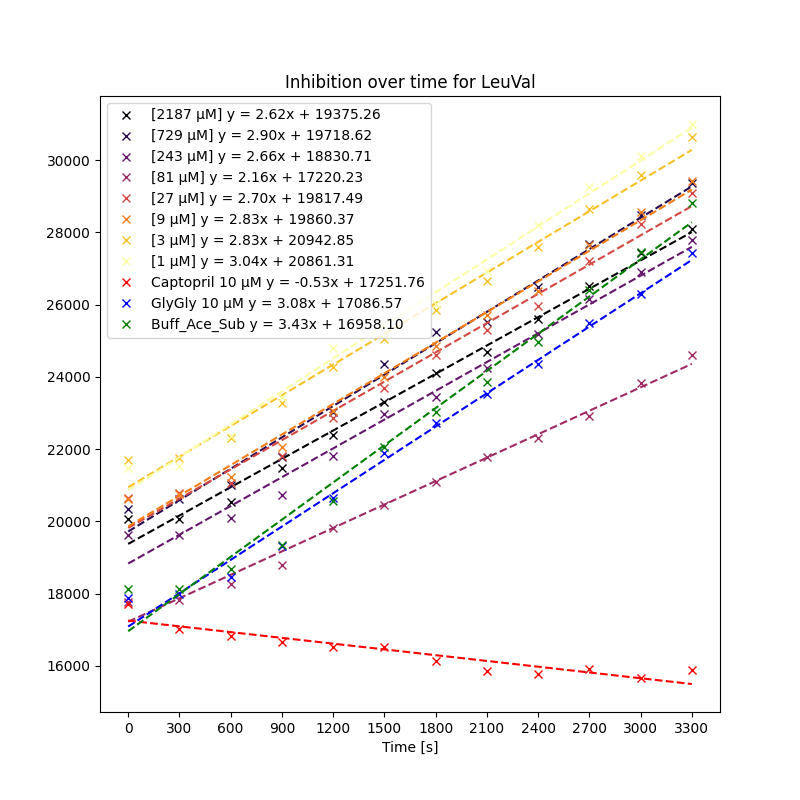 Inhibition over time for LeuVal
[2187 µM] y = 2.62x + 19375.26
[729 µM] y = 2.90x + 19718.62
[243 µM] y = 2.66x + 18830.71
[81 µM] y = 2.16x + 17220.23
[27 µM] y = 2.70x + 19817.49
[9 µM] y = 2.83x + 19860.37
[3 µM] y = 2.83x + 20942.85
[1 µM] y = 3.04x + 20861.31
Captopril 10 µM y = -0.53x + 17251.76
GlyGly 10 µM y = 3.08x + 17086.57
Buff_Ace_Sub y = 3.43x + 16958.10
30000
28000
26000
24000
22000
20000
18000
16000
0 300 600 900 1200 1500 1800 2100 2400 2700 3000 3300
Time [s]